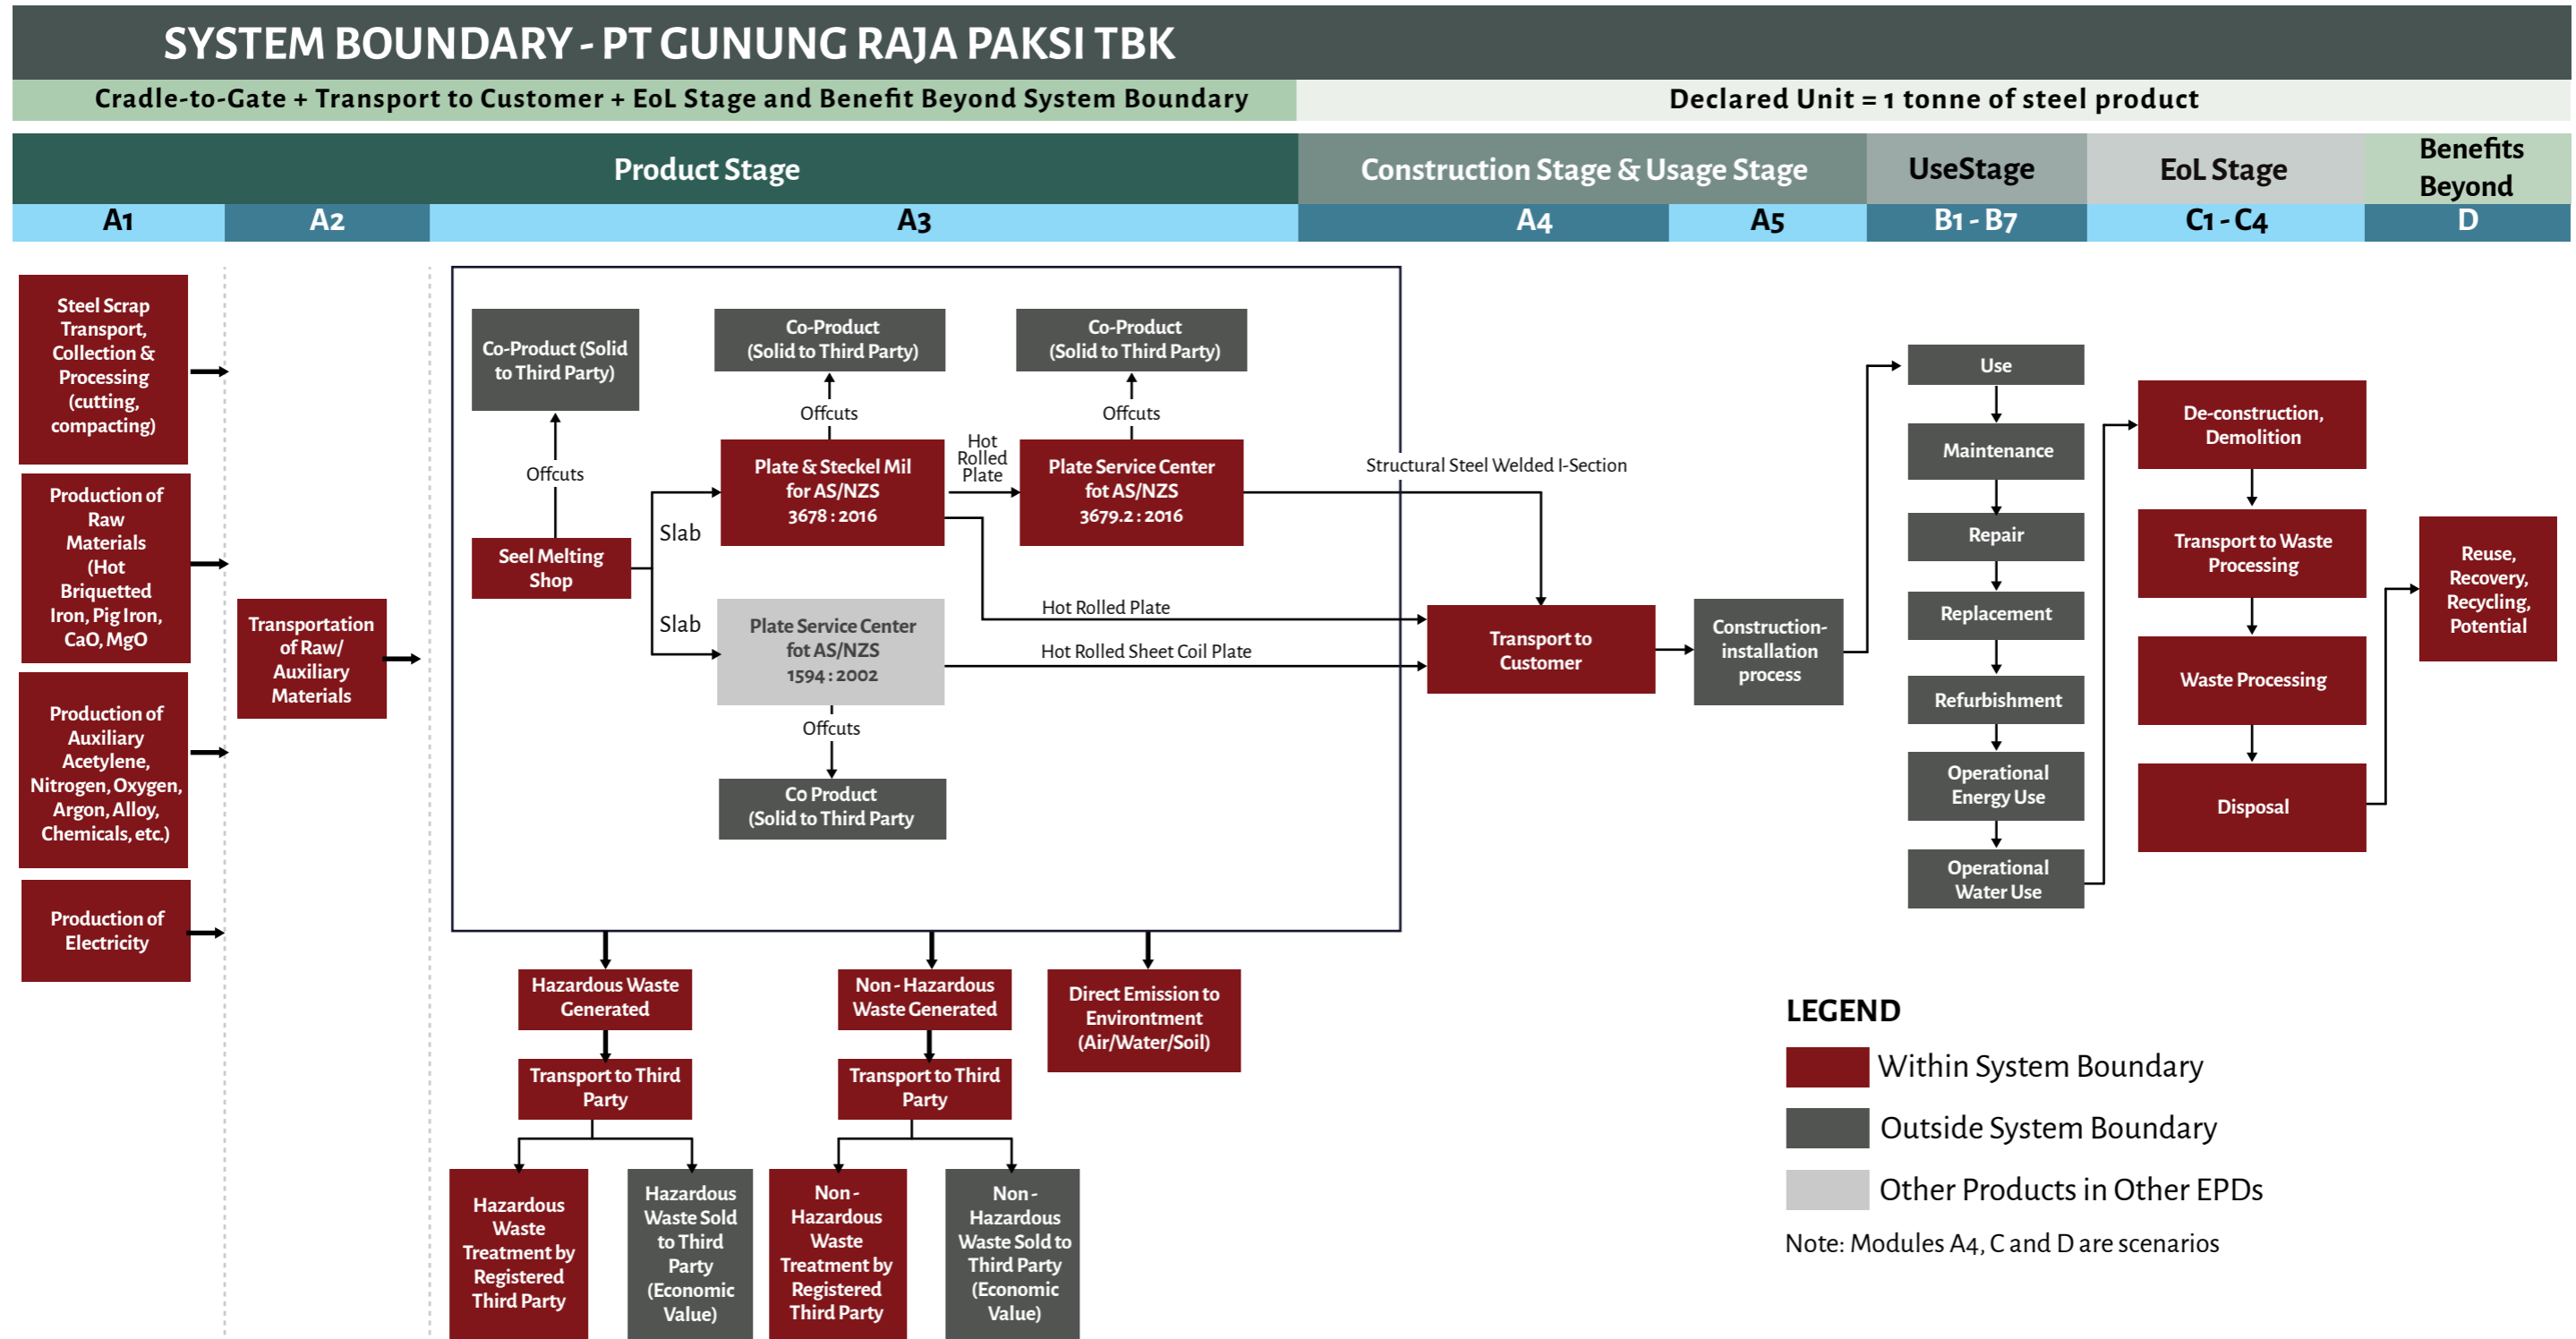 SYSTEM BOUNDARY - PT GUNUNG RAJA PAKSI TBK
Cradle-to-Gate + Transport to Customer + EoL Stage and Benefit Beyond System Boundary
Declared Unit = 1 tonne of steel product
Product Stage
Construction Stage & Usage Stage
UseStage
EoL Stage
Benefits
Beyond
A1
A2
A3
A4
A5
B1 - B7
C1 - C4
D
Steel Scrap
Transport,
Collection &
Processing
(cutting,
compacting)
Production of
Raw
Materials
(Hot
Briquetted
Iron, Pig Iron,
CaO, MgO
Production of
Auxiliary
Acetylene,
Nitrogen, Oxygen,
Argon, Alloy,
Chemicals, etc.)
Production of
Electricity
Transportation
of Raw/
Auxiliary
Materials
Co-Product (Solid
to Third Party)
Offcuts
Seel Melting
Shop
Slab
Slab
Co-Product
(Solid to Third Party)
Offcuts
Plate & Steckel Mil
for AS/NZS
3678 : 2016
Hot
Rolled
Plate
Co-Product
(Solid to Third Party)
Offcuts
Plate Service Center
fot AS/NZS
3679.2 : 2016
Structural Steel Welded I-Section
Plate Service Center
fot AS/NZS
1594 : 2002
Hot Rolled Plate
Hot Rolled Sheet Coil Plate
Offcuts
Co Product
(Solid to Third Party
Transport to
Customer
Construction-
installation
process
Use
Maintenance
Repair
Replacement
Refurbishment
Operational
Energy Use
Operational
Water Use
De-construction,
Demolition
Transport to Waste
Processing
Waste Processing
Disposal
Reuse,
Recovery,
Recycling,
Potential
Hazardous Waste
Generated
Transport to Third
Party
Hazardous
Waste
Treatment by
Registered
Third Party
Hazardous
Waste Sold
to Third
Party
(Economic
Value)
Non - Hazardous
Waste Generated
Transport to Third
Party
Non -
Hazardous
Waste
Treatment by
Registered
Third Party
Non -
Hazardous
Waste Sold to
Third Party
(Economic
Value)
Direct Emission to
Environtment
(Air/Water/Soil)
LEGEND
Within System Boundary
Outside System Boundary
Other Products in Other EPDs
Note: Modules A4, C and D are scenarios